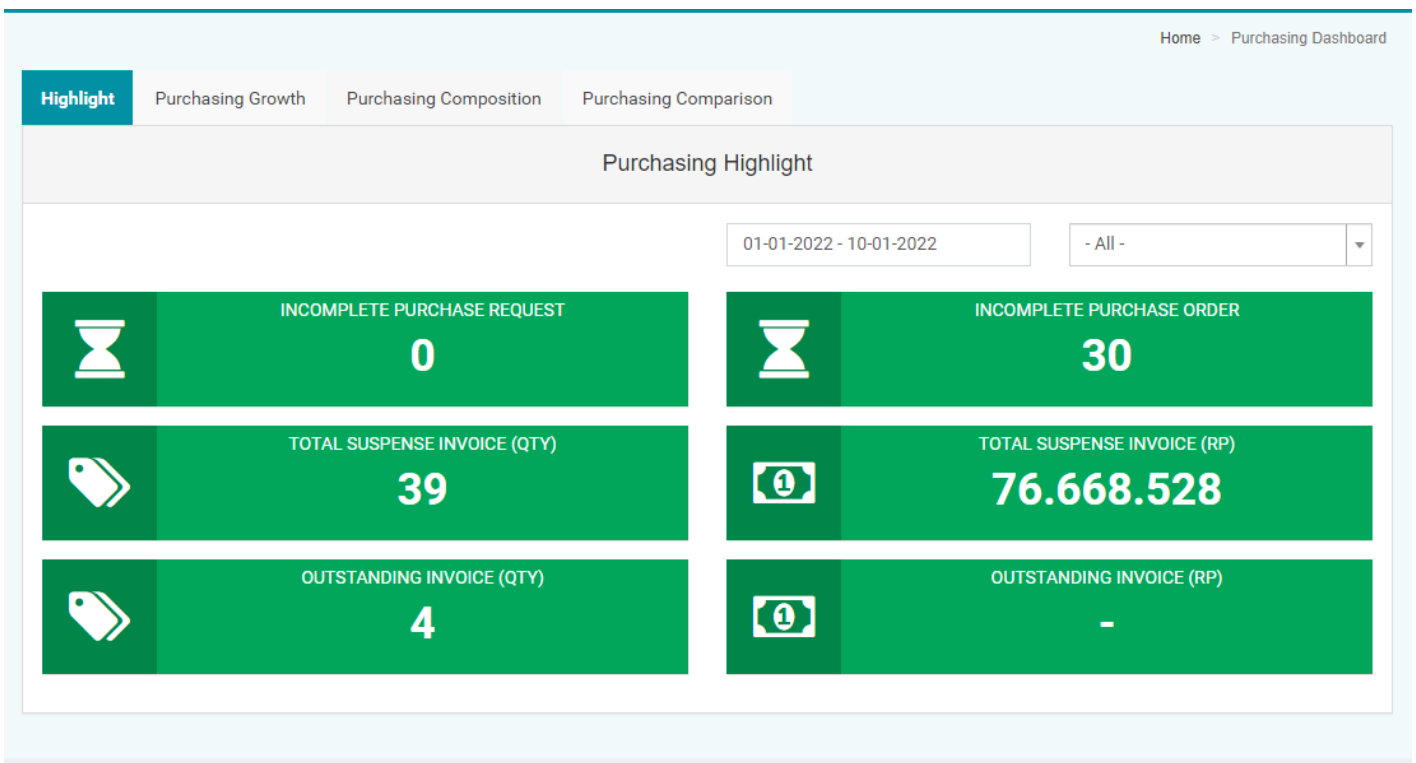 Home > Purchasing Dashboard
Highlight Purchasing Growth Purchasing Composition Purchasing Comparison
Purchasing Highlight
01-01-2022 - 10-01-2022 - All -
INCOMPLETE PURCHASE REQUEST
0
INCOMPLETE PURCHASE ORDER
30
TOTAL SUSPENSE INVOICE (QTY)
39
TOTAL SUSPENSE INVOICE (RP)
1
76.668.528
OUTSTANDING INVOICE (QTY)
4
OUTSTANDING INVOICE (RP)
1
-